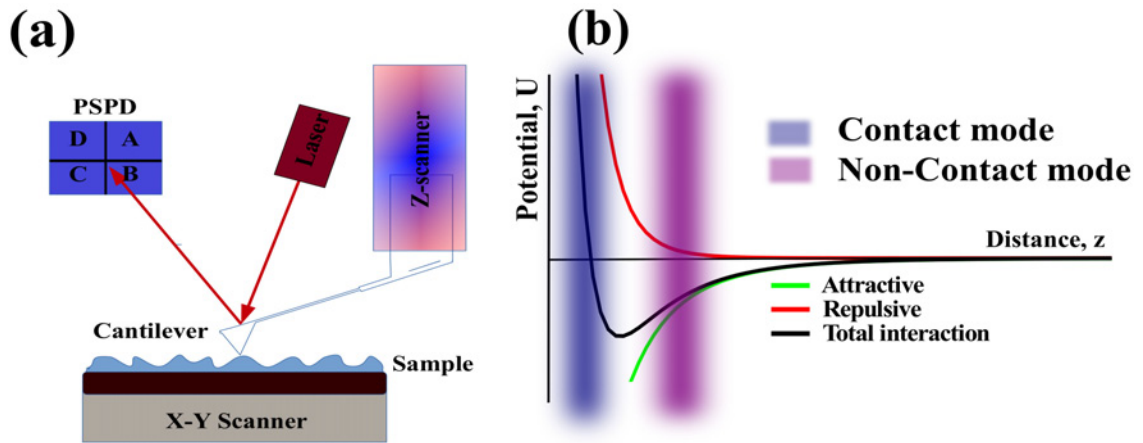 (a)
PSPD
D A
C B
Laser
Z-scanner
Cantilever
Sample
X-Y Scanner
(b)
Potential, U
Contact mode
Non-Contact mode
Distance, z
Attractive
Repulsive
Total interaction